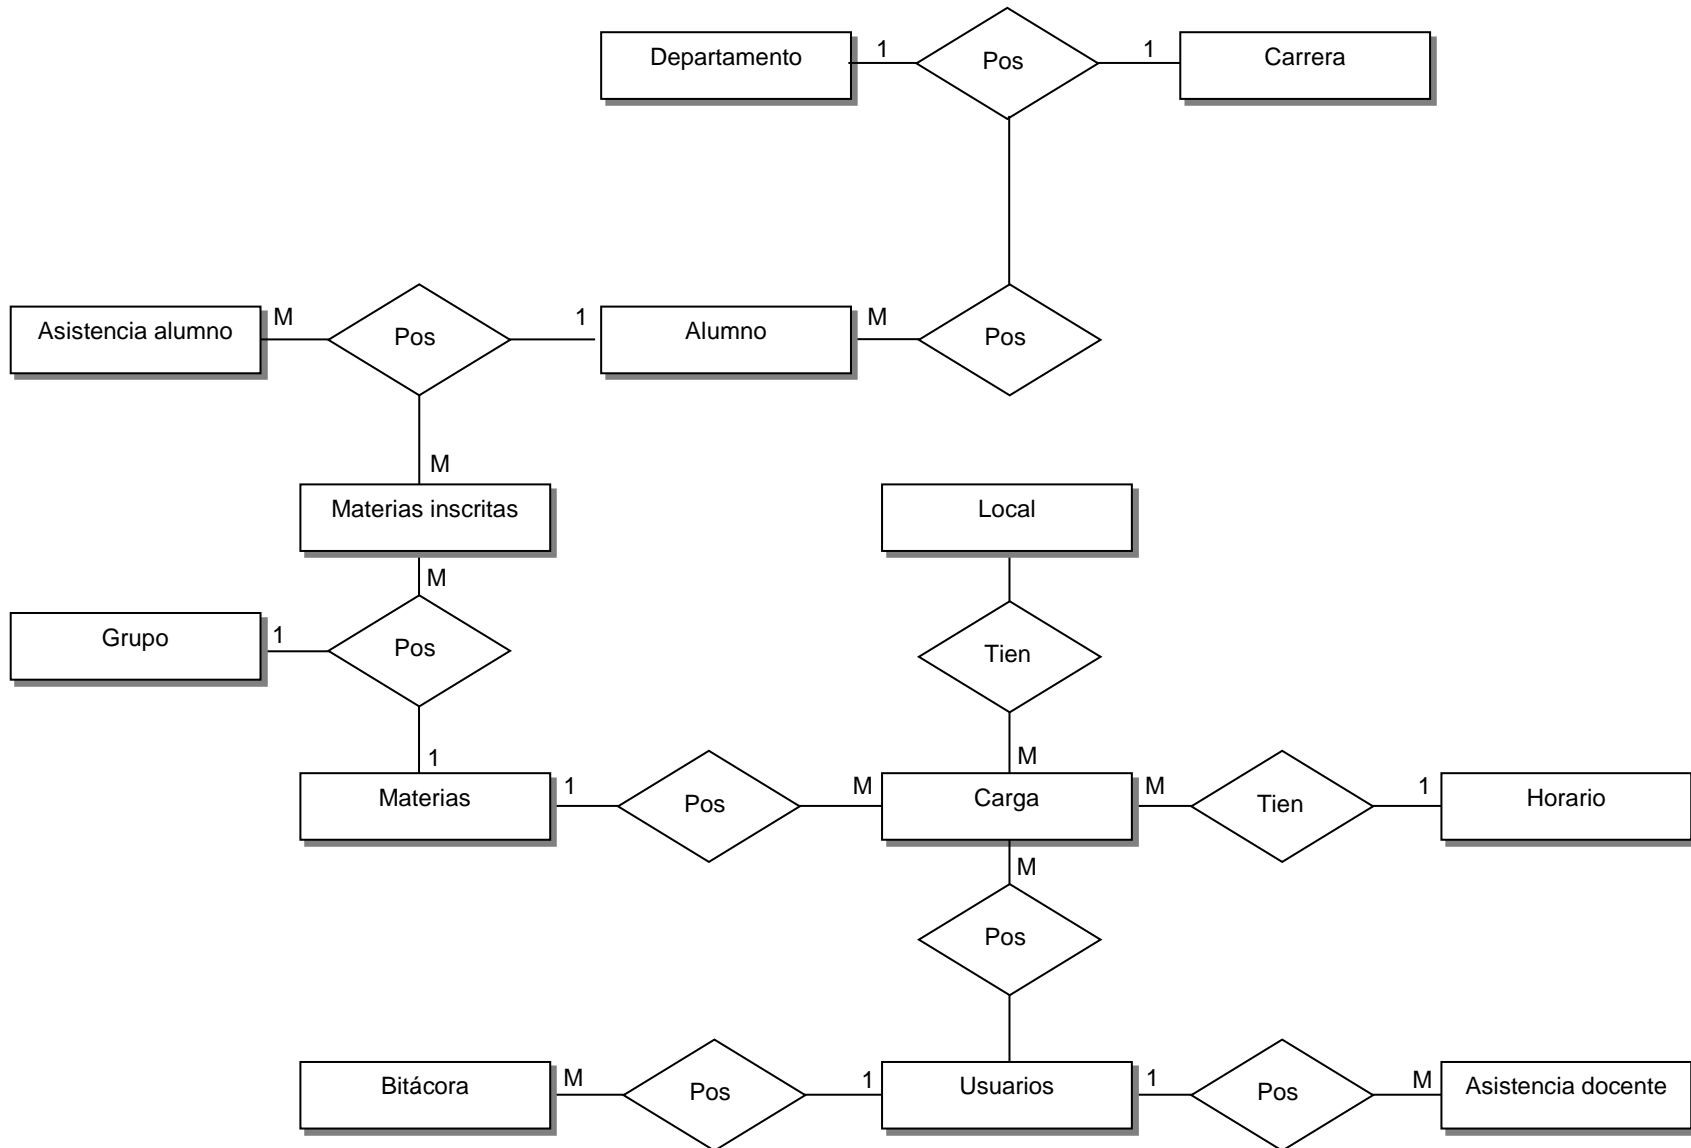 Departamento
1
Pos
1
Carrera
Asistencia alumno
M
Pos
1
Alumno
M
Pos
M
Materias inscritas
Local
M
Grupo
1
Pos
Tien
1
M
Materias
1
Pos
M
Carga
M
Tien
1
Horario
M
Pos
Bitácora
M
Pos
1
Usuarios
1
Pos
M
Asistencia docente